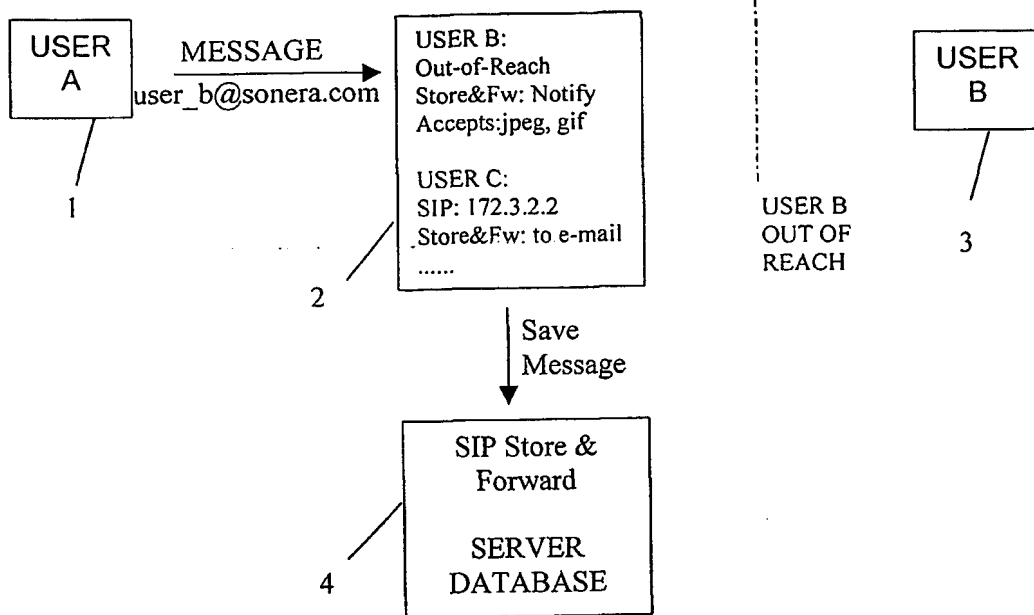 USER
A
MESSAGE
user_b@sonera.com
1
USER B:
Out-of-Reach
Store&Fw: Notify
Accepts:jpeg, gif
USER C:
SIP: 172.3.2.2
Store&Fw: to e-mail
......
2
USER B
OUT OF
REACH
USER
B
3
Save
Message
SIP Store &
Forward
SERVER
DATABASE
4